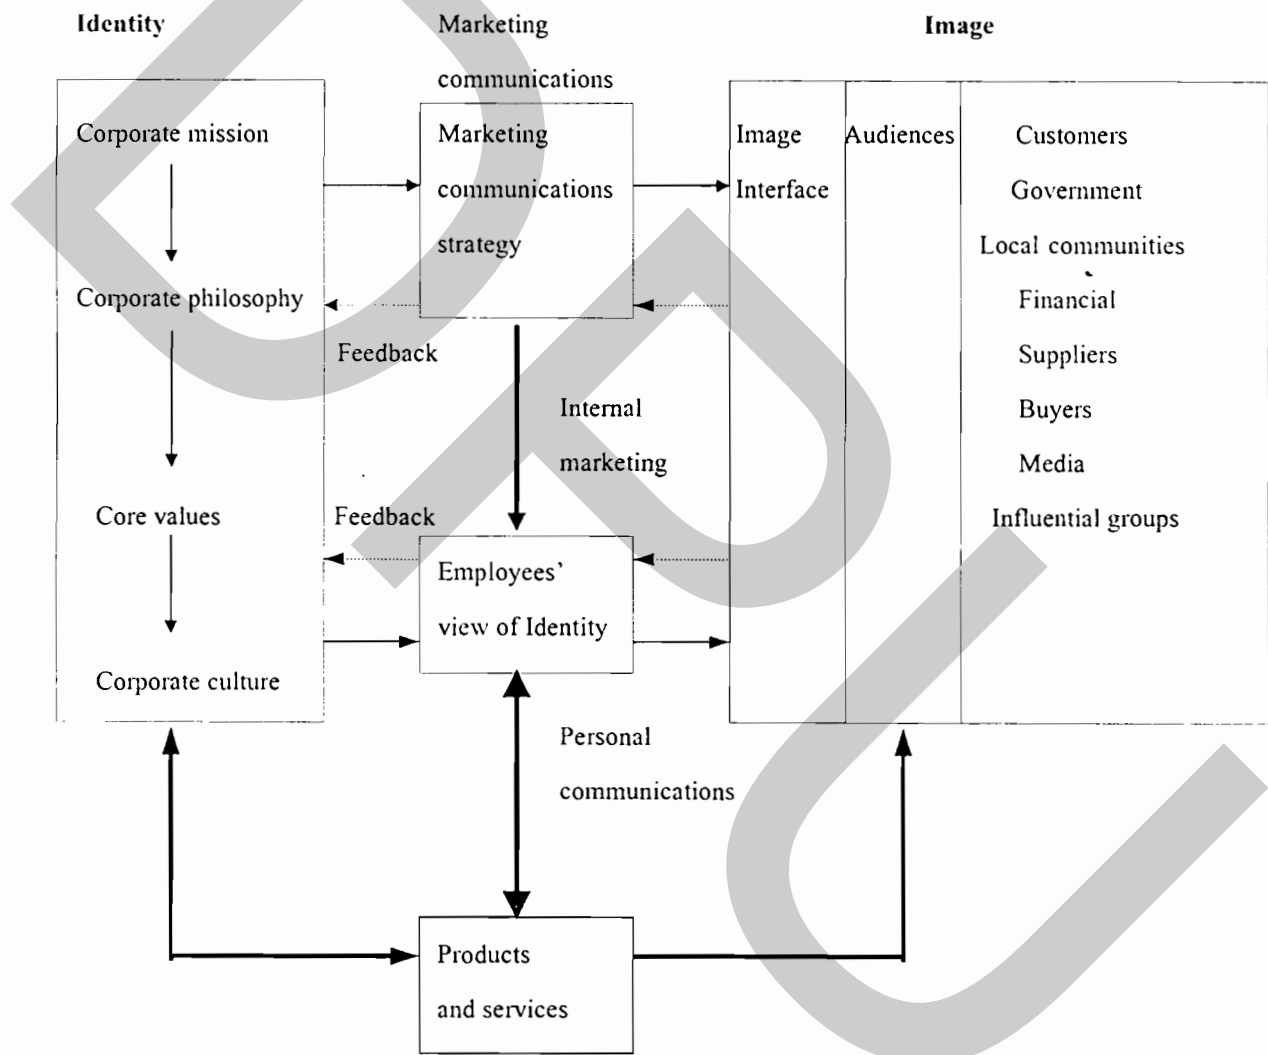 Identity
Marketing
communications
Image
Corporate mission
Corporate philosophy
Core values
Corporate culture
Marketing
communications
strategy
Feedback
Internal
marketing
Feedback
Employees'
view of Identity
Personal
communications
Products
and services
Image
Interface
Audiences
Customers
Government
Local communities
Financial
Suppliers
Buyers
Media
Influential groups